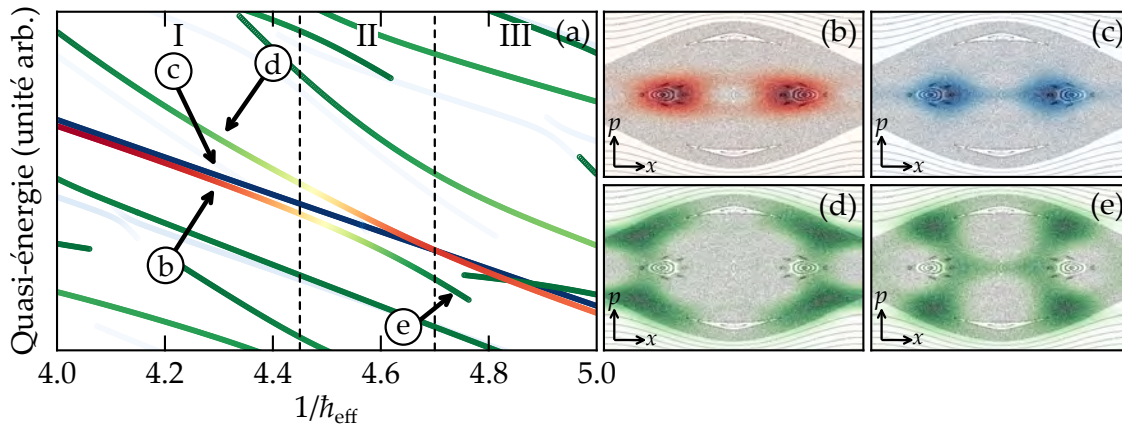 Quasi-énergie (unité arb.)
I
II
III
(a)
c
d
b
e
4.0
4.2
4.4
4.6
4.8
5.0
1/ℏeff
(b)
p
x
(c)
p
x
(d)
p
x
(e)
p
x